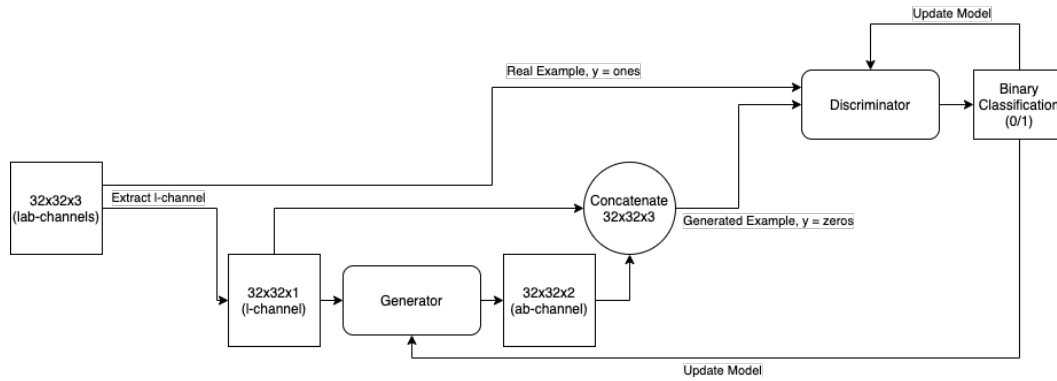 Update Model
Real Example, y = ones
Discriminator
Binary
Classification
(0/1)
32x32x3
(lab-channels)
Extract l-channel
Concatenate
32x32x3
Generated Example, y = zeros
32x32x1
(l-channel)
Generator
32x32x2
(ab-channel)
Update Model